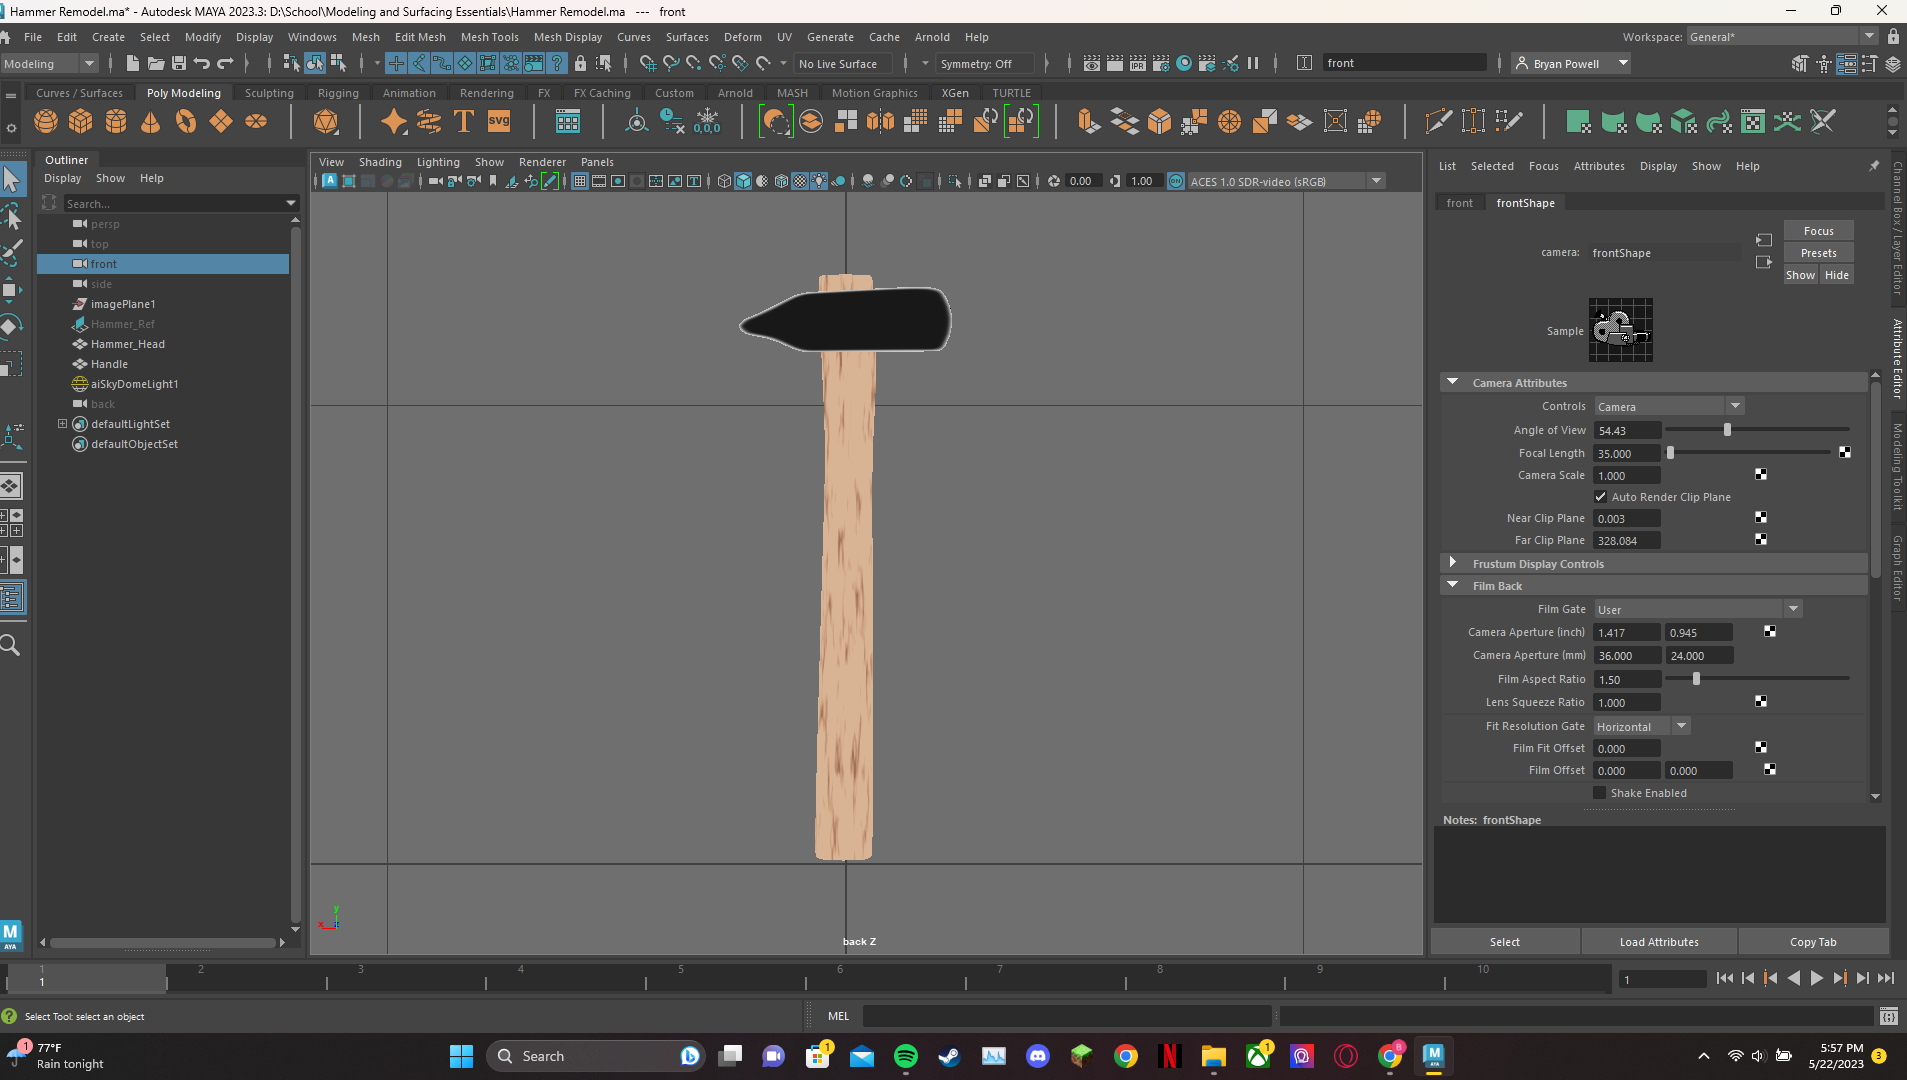 Hammer Remodel.ma* - Autodesk MAYA 2023.3: D:\School\Modeling and Surfacing Essentials\Hammer Remodel.ma --- front
File Edit Create Select Modify Display Windows Mesh Edit Mesh Mesh Tools Mesh Display Curves Surfaces Deform UV Generate Cache Arnold Help
Workspace: General*
Modeling
No Live Surface
Symmetry: Off
IPR
front
Bryan Powell
Curves / Surfaces Poly Modeling Sculpting Rigging Animation Rendering FX FX Caching Custom Arnold MASH Motion Graphics XGen TURTLE
T
SVG
0,0,0
Outliner
Display Show Help
Search...
persp
top
front
side
imagePlane1
Hammer_Ref
Hammer_Head
Handle
aiSkyDomeLight1
back
defaultLightSet
defaultObjectSet
View Shading Lighting Show Renderer Panels
0.00
1.00
ON
ACES 1.0 SDR-video (sRGB)
y
x
back Z
List Selected Focus Attributes Display Show Help
front frontShape
camera: frontShape
Focus
Presets
Show Hide
Sample
Camera Attributes
Controls Camera
Angle of View 54.43
Focal Length 35.000
Camera Scale 1.000
Auto Render Clip Plane
Near Clip Plane 0.003
Far Clip Plane 328.084
Frustum Display Controls
Film Back
Film Gate User
Camera Aperture (inch) 1.417 0.945
Camera Aperture (mm) 36.000 24.000
Film Aspect Ratio 1.50
Lens Squeeze Ratio 1.000
Fit Resolution Gate Horizontal
Film Fit Offset 0.000
Film Offset 0.000 0.000
Shake Enabled
Notes: frontShape
Select Load Attributes Copy Tab
Channel Box / Layer Editor
Attribute Editor
Modeling Toolkit
Graph Editor
M
MAYA
1 2 3 4 5 6 7 8 9 10
1
1
Select Tool: select an object
MEL
1
77°F
Rain tonight
Search
1
1
B
M
5:57 PM
5/22/2023
3